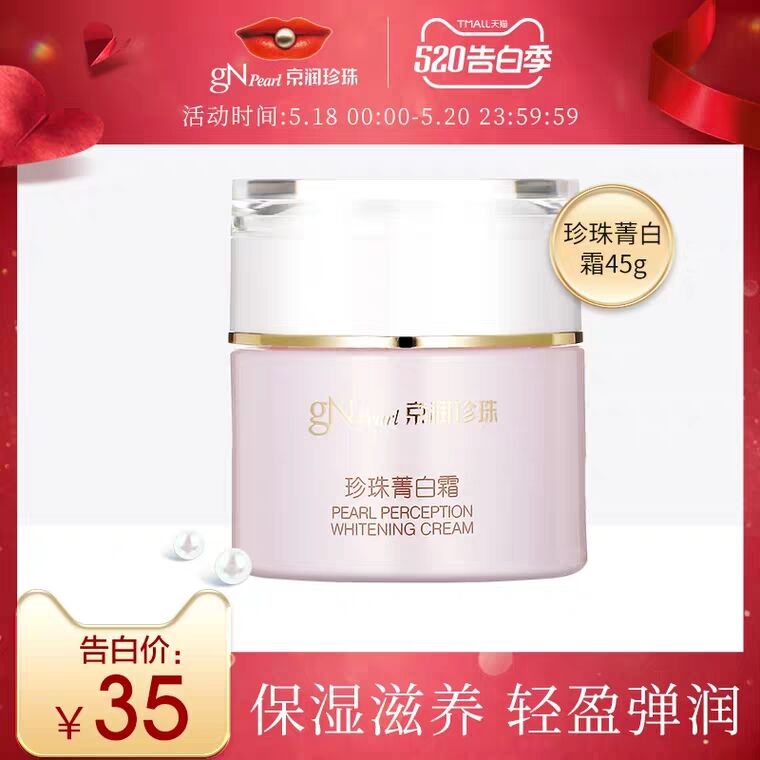 TMALL天猫
gN Pearl 京润珍珠
520告白季
活动时间:5.18 00:00-5.20 23:59:59
珍珠菁白
霜45g
gN Pearl 京润珍珠
珍珠菁白霜
PEARL PERCEPTION
WHITENING CREAM
告白价:
¥35
保湿滋养 轻盈弹润